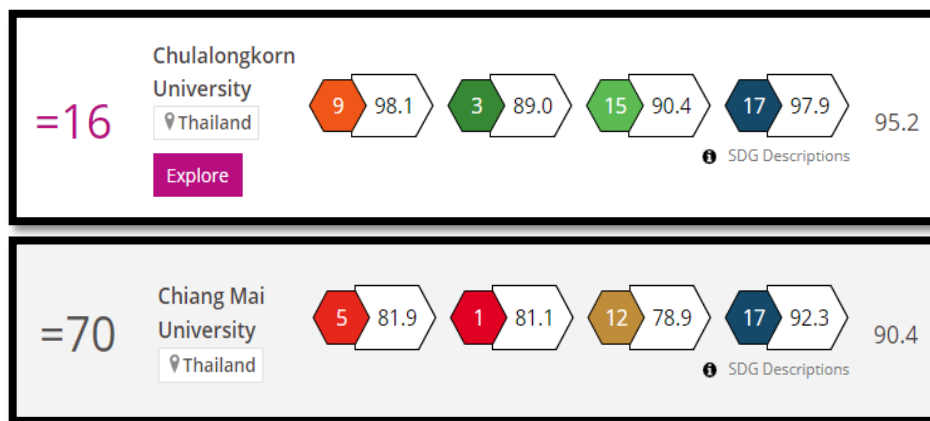 =16
Chulalongkorn
University
Thailand
Explore
9 98.1 3 89.0 15 90.4 17 97.9
SDG Descriptions
95.2
=70
Chiang Mai
University
Thailand
5 81.9 1 81.1 12 78.9 17 92.3
SDG Descriptions
90.4